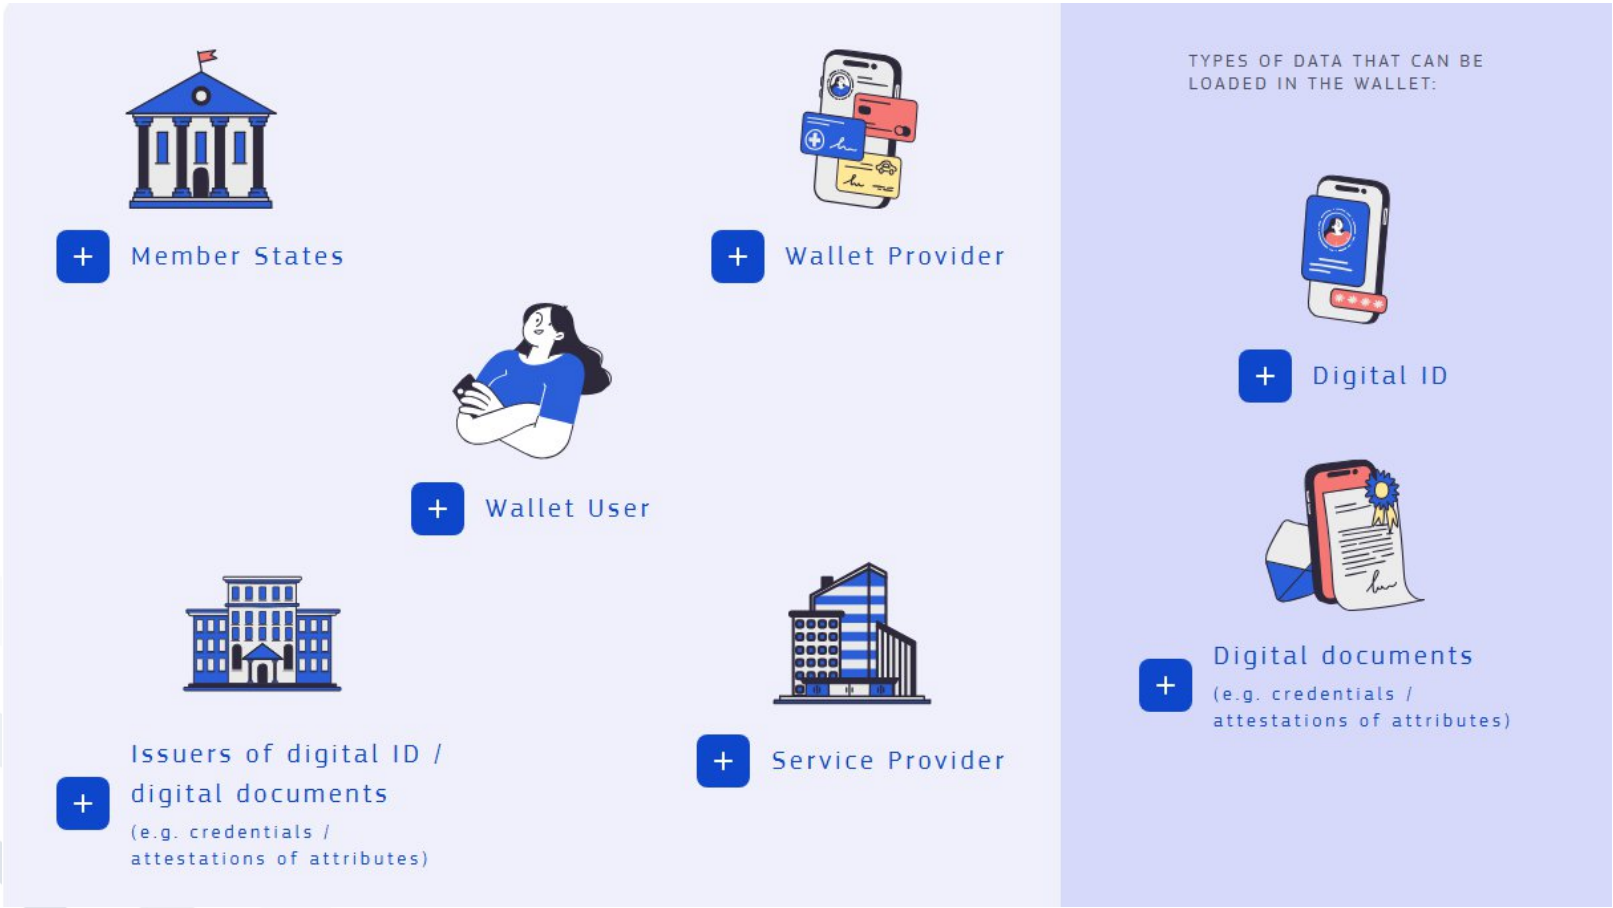 Member States
Wallet Provider
Wallet User
Issuers of digital ID /
digital documents
(e.g. credentials /
attestations of attributes)
Service Provider
TYPES OF DATA THAT CAN BE
LOADED IN THE WALLET:
Digital ID
Digital documents
(e.g. credentials /
attestations of attributes)